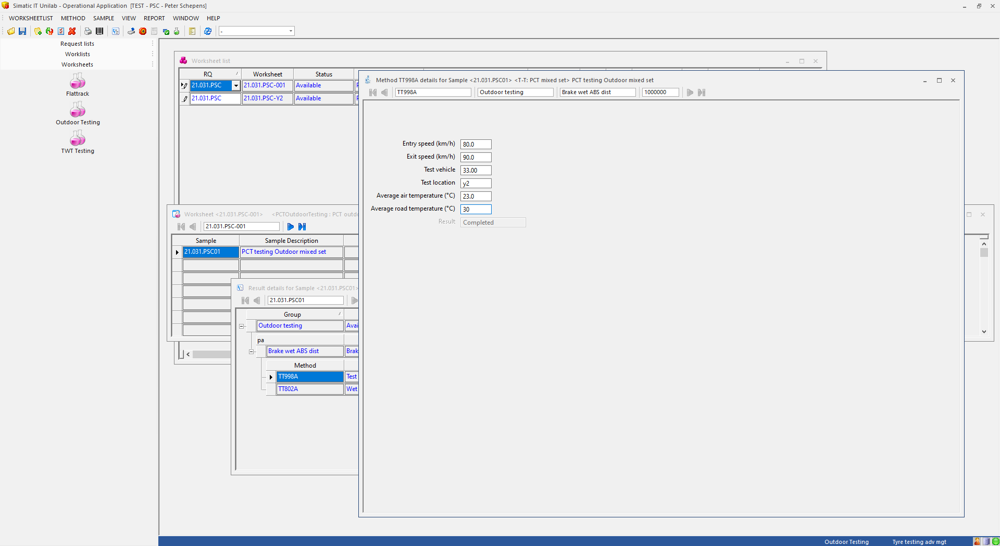 Simatic IT Unilab - Operational Application [TEST - PSC - Peter Schepens]
WORKSHEETLIST METHOD SAMPLE VIEW REPORT WINDOW HELP
-
Request lists
Worklists
Worksheets
Flattrack
Outdoor Testing
TWT Testing
Worksheet list
RQ Worksheet Status
21.031.PSC 21.031.PSC-001 Available
21.031.PSC 21.031.PSC-Y2 Available
Method TT998A details for Sample <21.031.PSC01> <T-T: PCT mixed set> PCT testing Outdoor mixed set
TT998A Outdoor testing Brake wet ABS dist 1000000
Entry speed (km/h) 80.0
Exit speed (km/h) 90.0
Test vehicle 33.00
Test location y2
Average air temperature (°C) 23.0
Average road temperature (°C) 30
Result Completed
Worksheet <21.031.PSC-001> <PCTOutdoorTesting : PCT outdo
21.031.PSC-001
Sample Sample Description
21.031.PSC01 PCT testing Outdoor mixed set
Result details for Sample <21.031.PSC01>
21.031.PSC01
Group
Outdoor testing Avai
pa
Brake wet ABS dist Brak
Method
TT998A Test
TT802A Wet
Outdoor Testing Tyre testing adv mgt